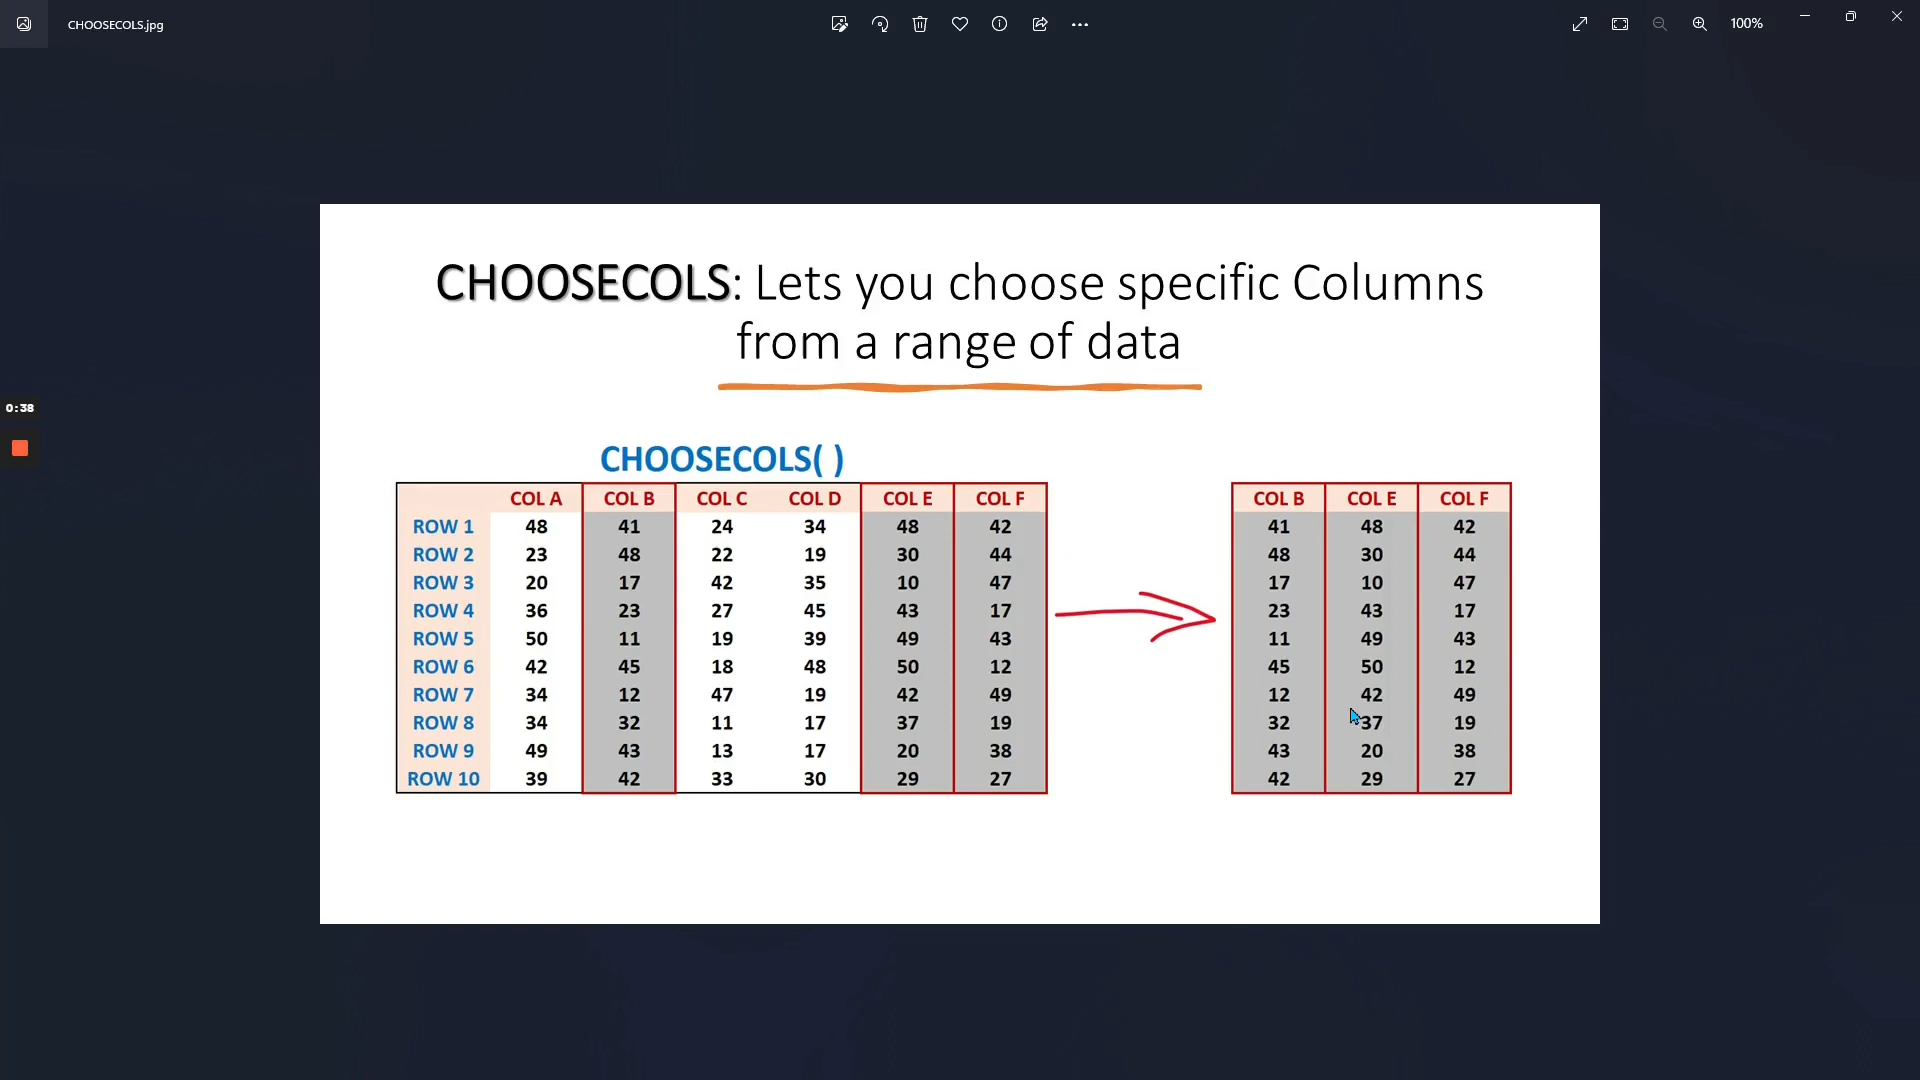 CHOOSECOLS.jpg
100%
0:38
CHOOSECOLS: Lets you choose specific Columns
from a range of data
CHOOSECOLS( )
COL A COL B COL C COL D COL E COL F
ROW 1 48 41 24 34 48 42
ROW 2 23 48 22 19 30 44
ROW 3 20 17 42 35 10 47
ROW 4 36 23 27 45 43 17
ROW 5 50 11 19 39 49 43
ROW 6 42 45 18 48 50 12
ROW 7 34 12 47 19 42 49
ROW 8 34 32 11 17 37 19
ROW 9 49 43 13 17 20 38
ROW 10 39 42 33 30 29 27
COL B COL E COL F
41 48 42
48 30 44
17 10 47
23 43 17
11 49 43
45 50 12
12 42 49
32 37 19
43 20 38
42 29 27